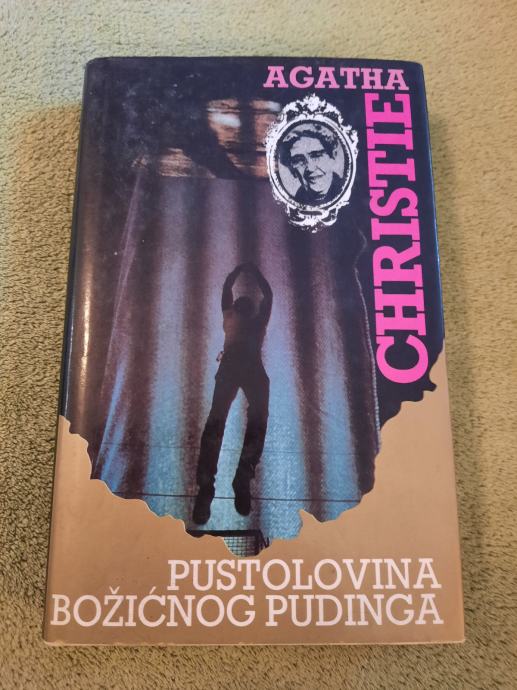 AGATHA
CHRISTIE
PUSTOLOVINA
BOŽIĆNOG PUDINGA